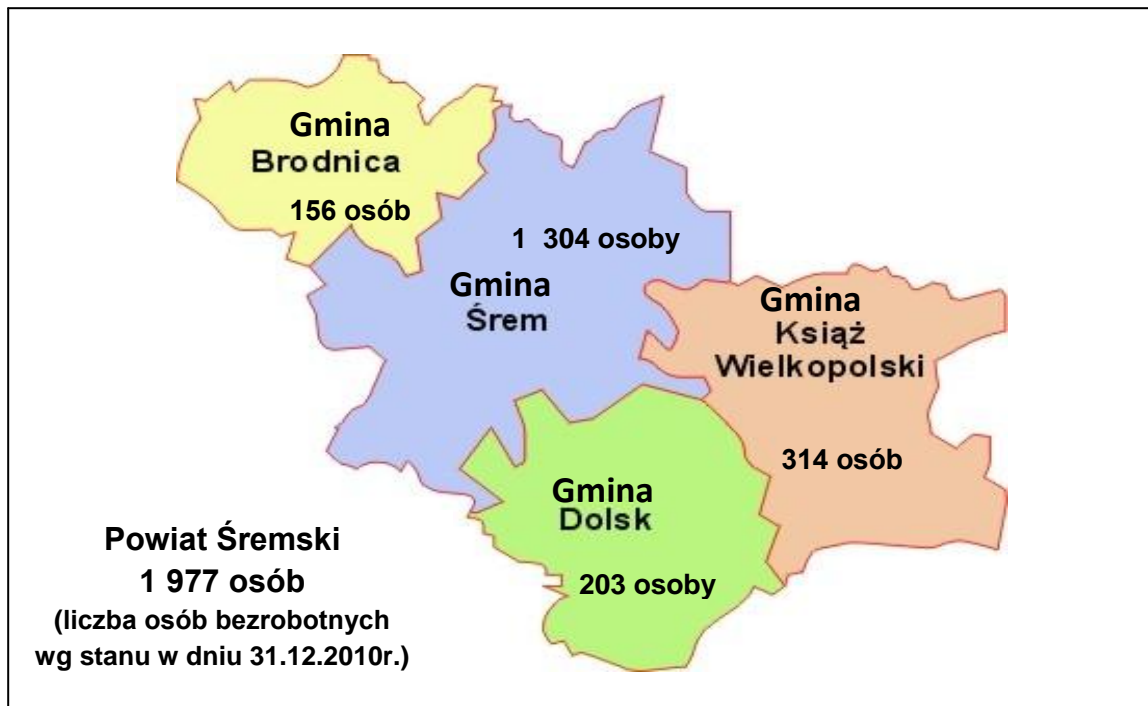 Gmina
Brodnica
156 osób
1 304 osoby
Gmina
Śrem
Gmina
Książ
Wielkopolski
314 osób
Gmina
Dolsk
203 osoby
Powiat Śremski
1 977 osób
(liczba osób bezrobotnych
wg stanu w dniu 31.12.2010r.)